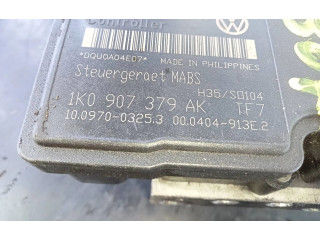 Controller
*DQU0A04E07*
MADE IN PHILIPPINES
Steuergeraet MABS
H35/SD104
1K0 907 379 AK TF7
10.0970-0325.3 00.0404-913E.2